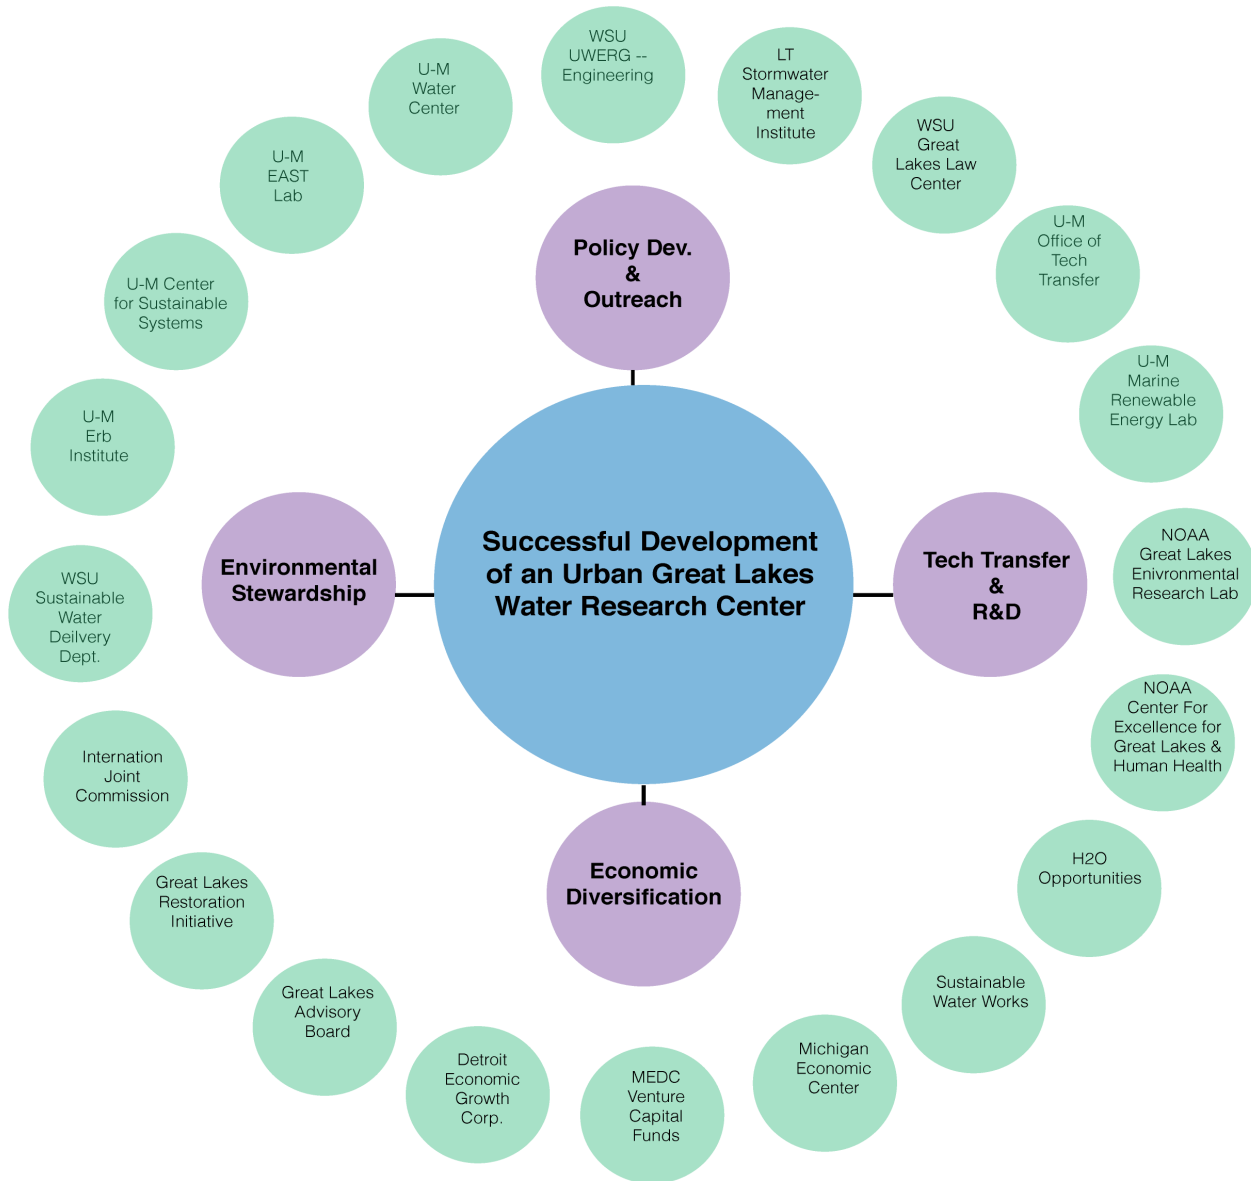 WSU
UWERG --
Engineering
LT
Stormwater
Manage-
ment
Institute
WSU
Great
Lakes Law
Center
U-M
Office of
Tech
Transfer
U-M
Marine
Renewable
Energy Lab
NOAA
Great Lakes
Enivronmental
Research Lab
NOAA
Center For
Excellence for
Great Lakes &
Human Health
H2O
Opportunities
Sustainable
Water Works
Michigan
Economic
Center
MEDC
Venture
Capital
Funds
Detroit
Economic
Growth
Corp.
Great Lakes
Advisory
Board
Great Lakes
Restoration
Initiative
Internation
Joint
Commission
WSU
Sustainable
Water
Deilvery
Dept.
U-M
Erb
Institute
U-M Center
for Sustainable
Systems
U-M
EAST
Lab
U-M
Water
Center
Policy Dev.
&
Outreach
Environmental
Stewardship
Successful Development
of an Urban Great Lakes
Water Research Center
Tech Transfer
&
R&D
Economic
Diversification